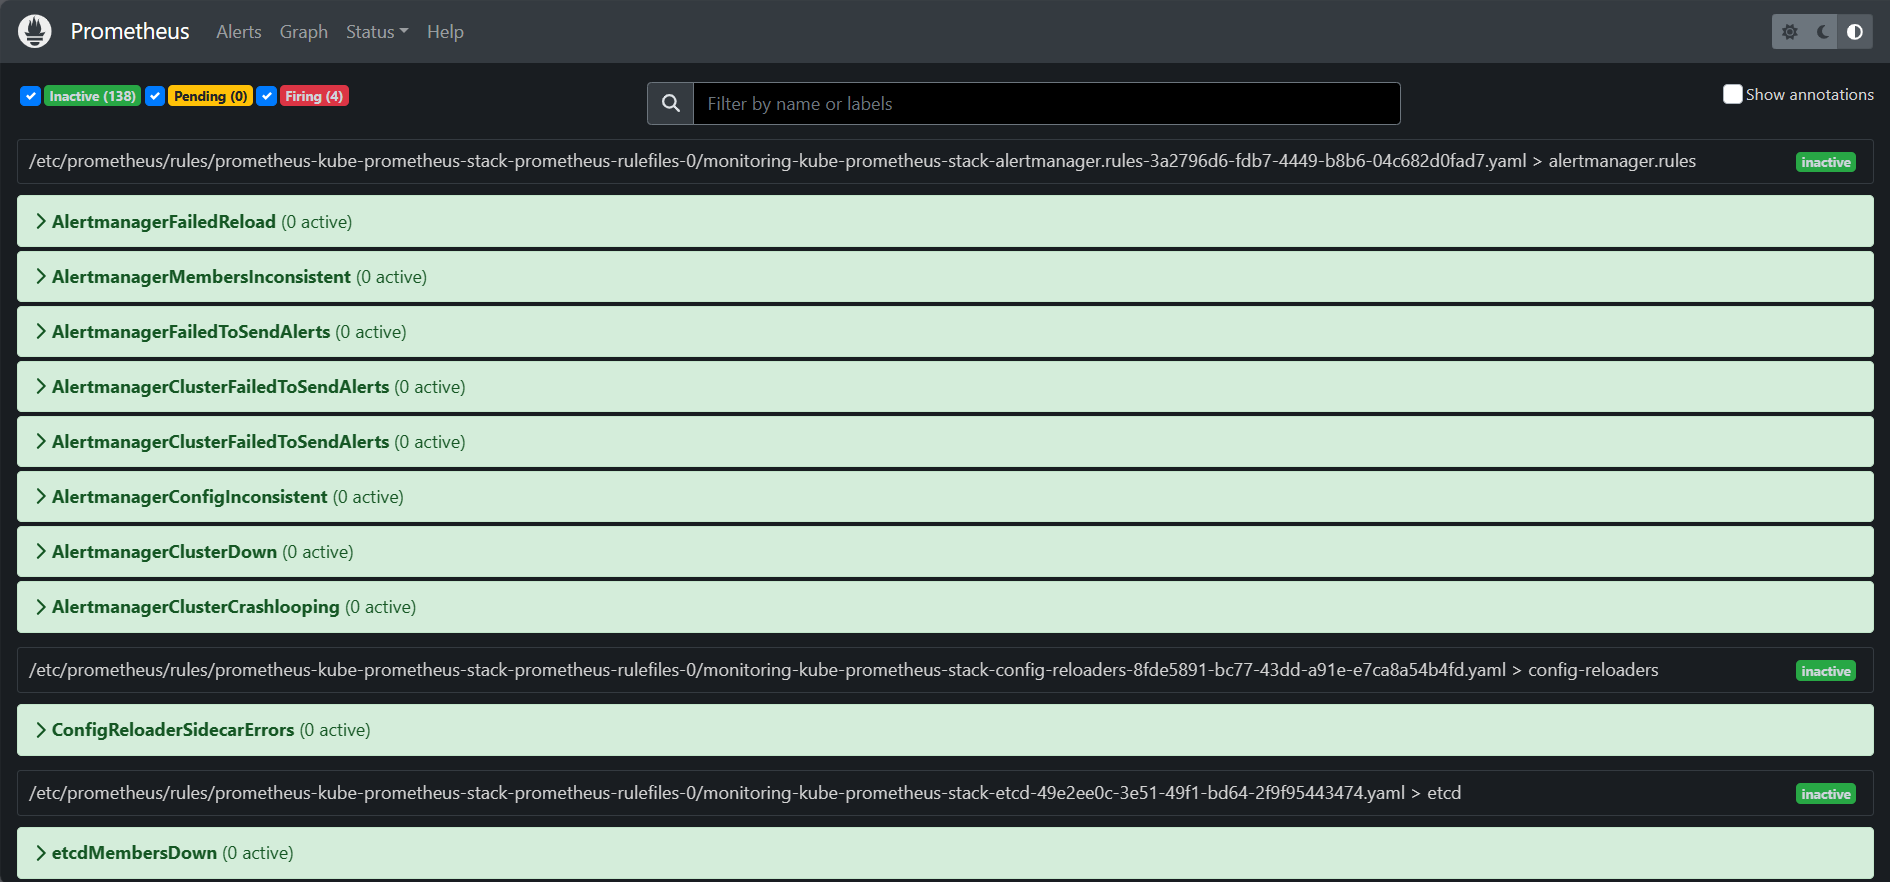 Prometheus Alerts Graph Status Help
Inactive (138) Pending (0) Firing (4) Filter by name or labels Show annotations
/etc/prometheus/rules/prometheus-kube-prometheus-stack-prometheus-rulefiles-0/monitoring-kube-prometheus-stack-alertmanager.rules-3a2796d6-fdb7-4449-b8b6-04c682d0fad7.yaml > alertmanager.rules inactive
AlertmanagerFailedReload (0 active)
AlertmanagerMembersInconsistent (0 active)
AlertmanagerFailedToSendAlerts (0 active)
AlertmanagerClusterFailedToSendAlerts (0 active)
AlertmanagerClusterFailedToSendAlerts (0 active)
AlertmanagerConfigInconsistent (0 active)
AlertmanagerClusterDown (0 active)
AlertmanagerClusterCrashlooping (0 active)
/etc/prometheus/rules/prometheus-kube-prometheus-stack-prometheus-rulefiles-0/monitoring-kube-prometheus-stack-config-reloaders-8fde5891-bc77-43dd-a91e-e7ca8a54b4fd.yaml > config-reloaders inactive
ConfigReloaderSidecarErrors (0 active)
/etc/prometheus/rules/prometheus-kube-prometheus-stack-prometheus-rulefiles-0/monitoring-kube-prometheus-stack-etcd-49e2ee0c-3e51-49f1-bd64-2f9f95443474.yaml > etcd inactive
etcdMembersDown (0 active)